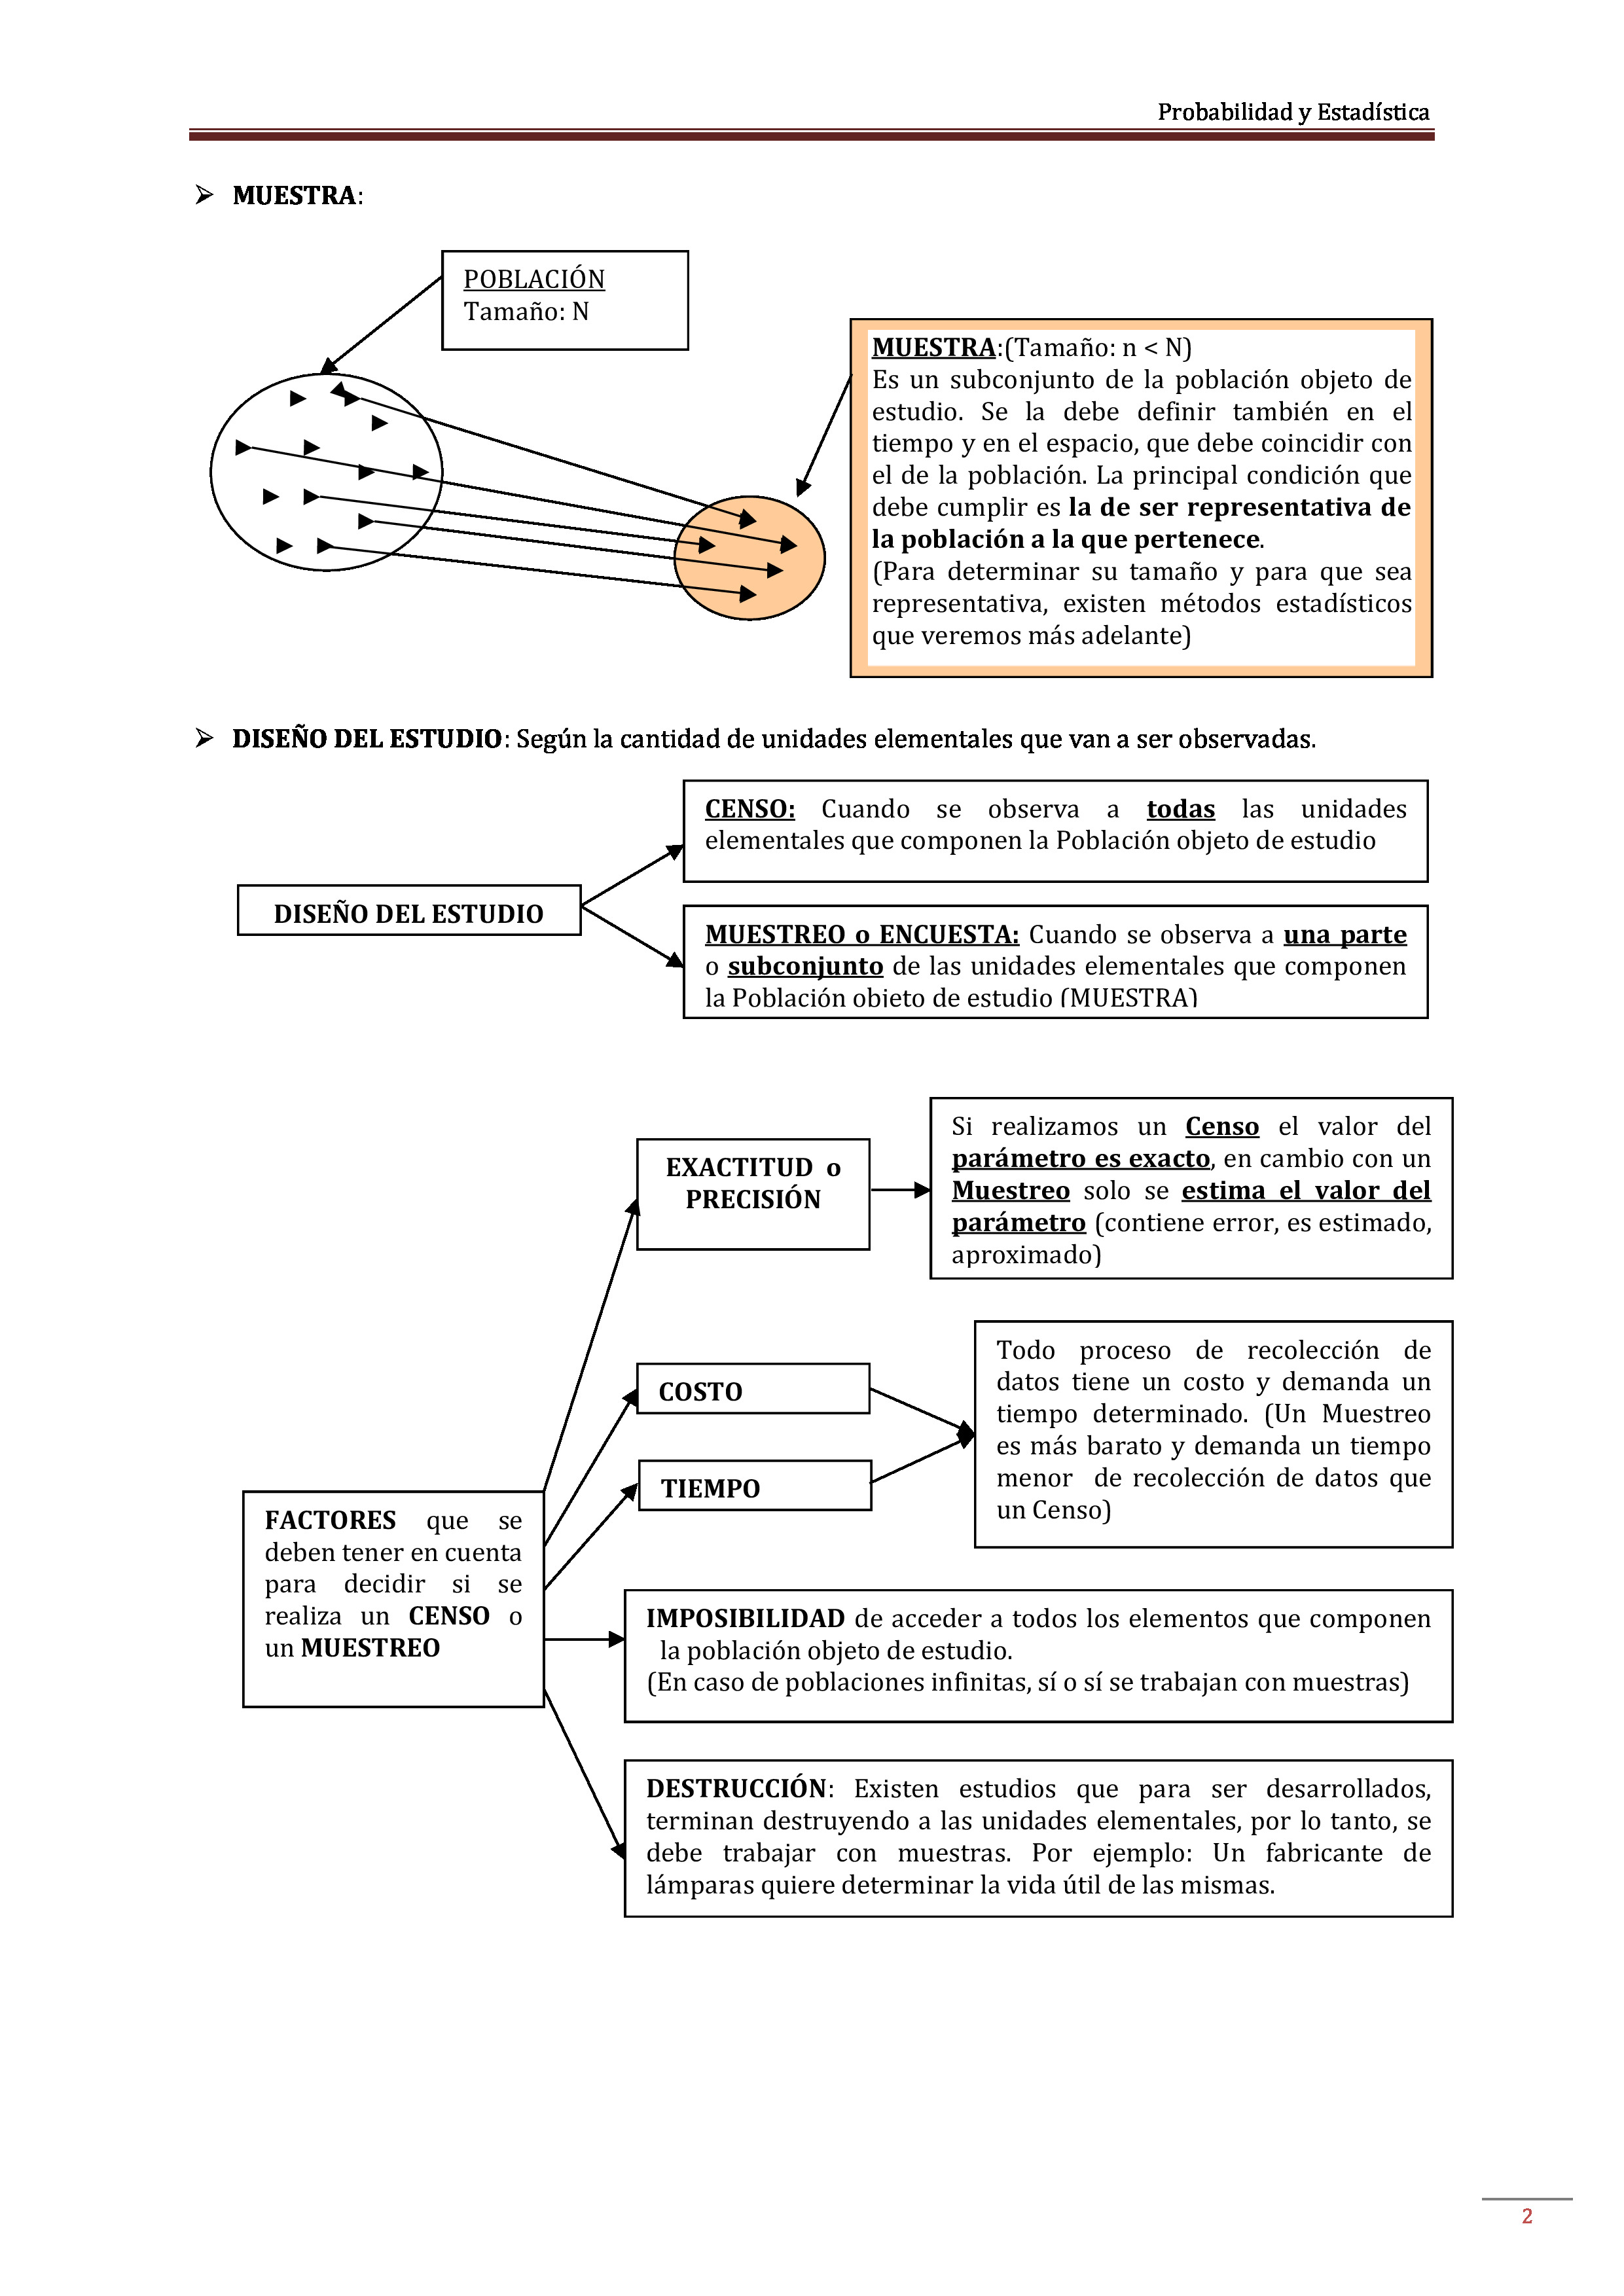 Probabilidad y Estadística
➢ MUESTRA:
POBLACIÓN
Tamaño: N
MUESTRA:(Tamaño: n < N)
Es un subconjunto de la población objeto de
estudio. Se la debe definir también en el
tiempo y en el espacio, que debe coincidir con
el de la población. La principal condición que
debe cumplir es la de ser representativa de
la población a la que pertenece.
(Para determinar su tamaño y para que sea
representativa, existen métodos estadísticos
que veremos más adelante)
➢ DISEÑO DEL ESTUDIO: Según la cantidad de unidades elementales que van a ser observadas.
CENSO: Cuando se observa a todas las unidades
elementales que componen la Población objeto de estudio
DISEÑO DEL ESTUDIO
MUESTREO o ENCUESTA: Cuando se observa a una parte
o subconjunto de las unidades elementales que componen
la Población objeto de estudio (MUESTRA)
EXACTITUD o
PRECISIÓN
Si realizamos un Censo el valor del
parámetro es exacto, en cambio con un
Muestreo solo se estima el valor del
parámetro (contiene error, es estimado,
aproximado)
COSTO
TIEMPO
Todo proceso de recolección de
datos tiene un costo y demanda un
tiempo determinado. (Un Muestreo
es más barato y demanda un tiempo
menor de recolección de datos que
un Censo)
FACTORES que se
deben tener en cuenta
para decidir si se
realiza un CENSO o
un MUESTREO
IMPOSIBILIDAD de acceder a todos los elementos que componen
la población objeto de estudio.
(En caso de poblaciones infinitas, sí o sí se trabajan con muestras)
DESTRUCCIÓN: Existen estudios que para ser desarrollados,
terminan destruyendo a las unidades elementales, por lo tanto, se
debe trabajar con muestras. Por ejemplo: Un fabricante de
lámparas quiere determinar la vida útil de las mismas.
2